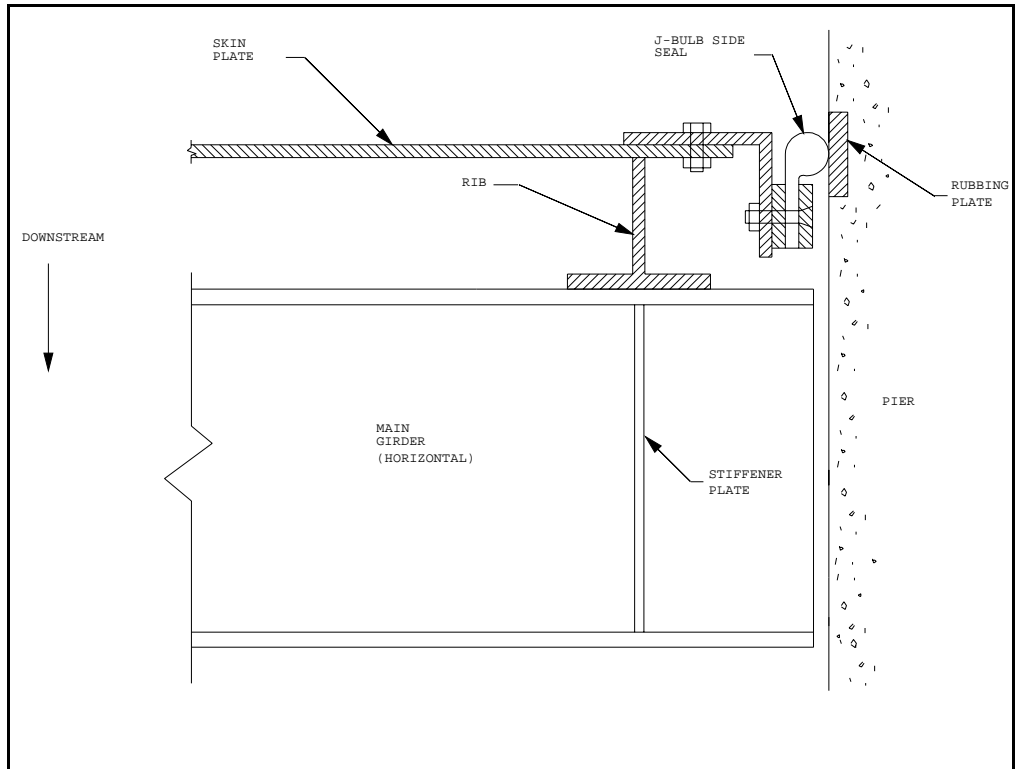 SKIN
PLATE
J-BULB SIDE
SEAL
RIB
RUBBING
PLATE
DOWNSTREAM
PIER
MAIN
GIRDER
(HORIZONTAL)
STIFFENER
PLATE